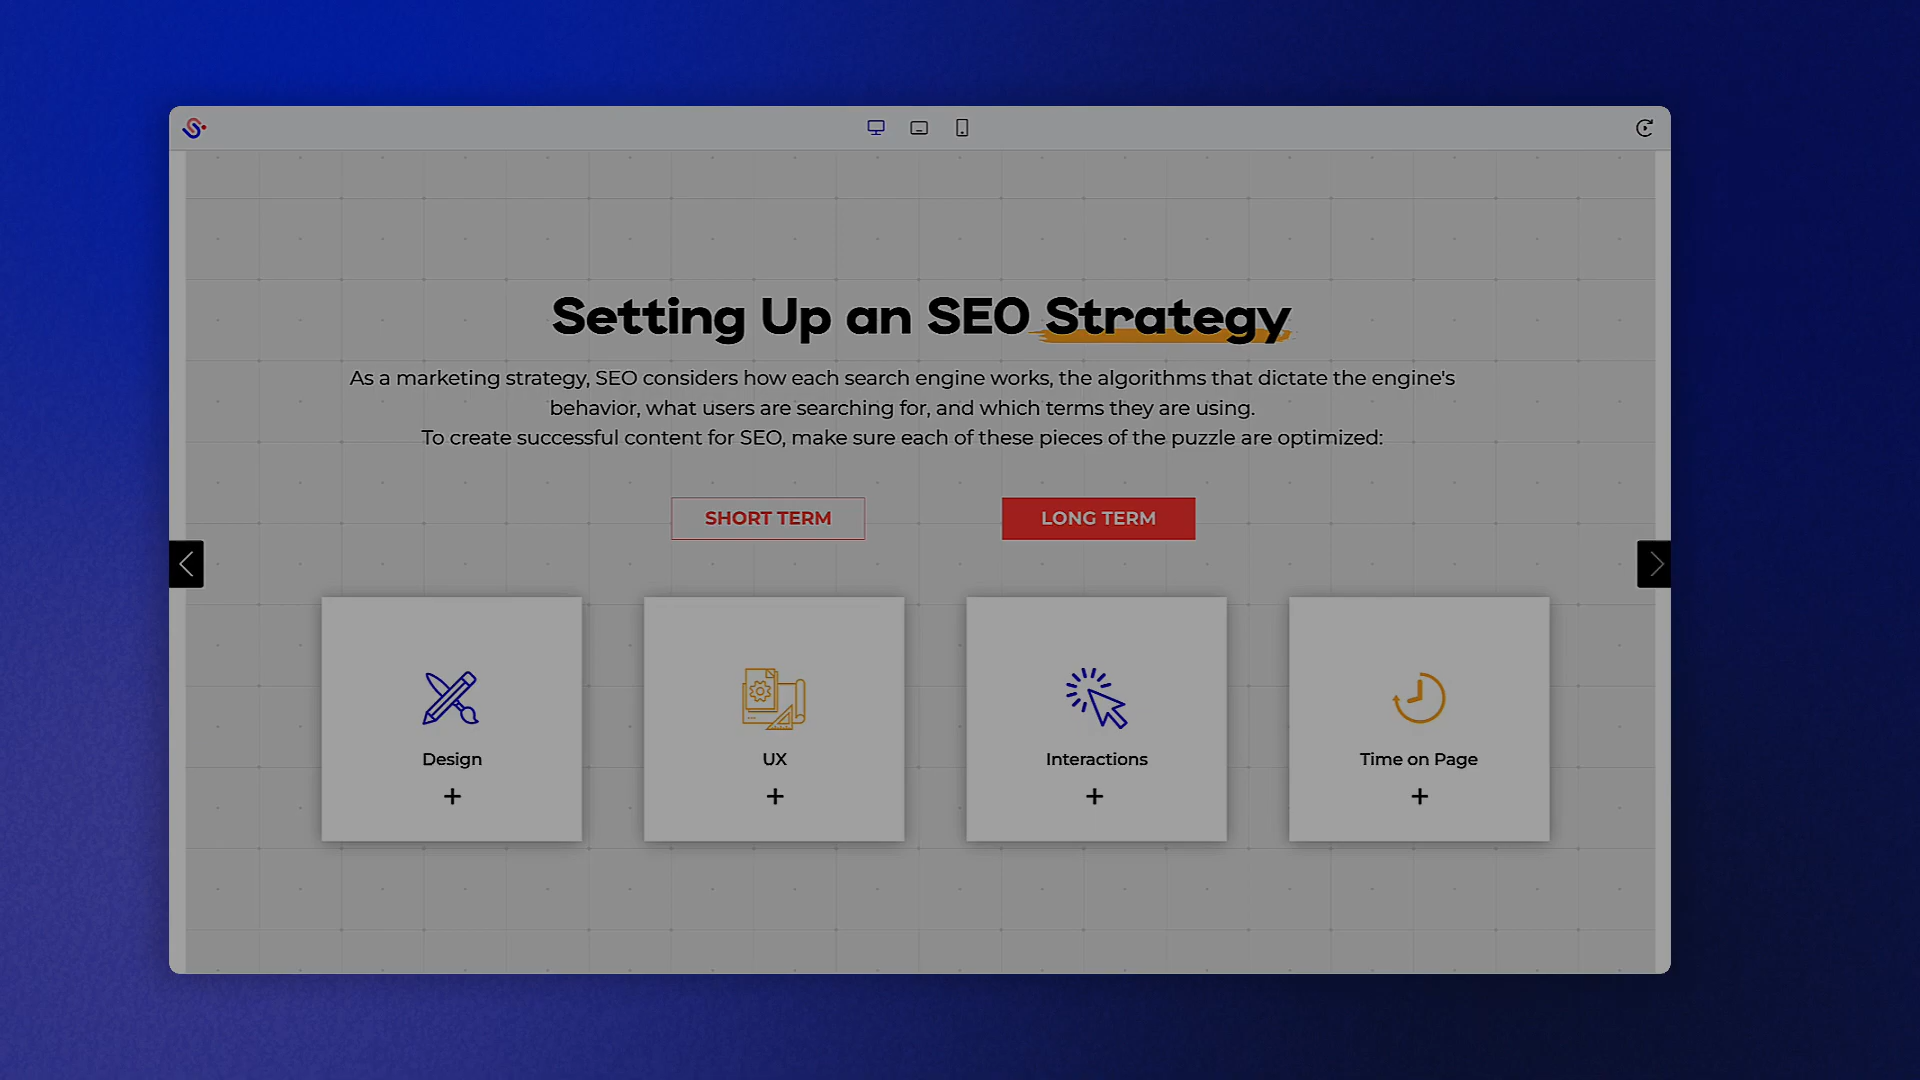 Setting Up an SEO Strategy
As a marketing strategy, SEO considers how each search engine works, the algorithms that dictate the engine's
behavior, what users are searching for, and which terms they are using.
To create successful content for SEO, make sure each of these pieces of the puzzle are optimized:
SHORT TERM
LONG TERM
Design
UX
Interactions
Time on Page